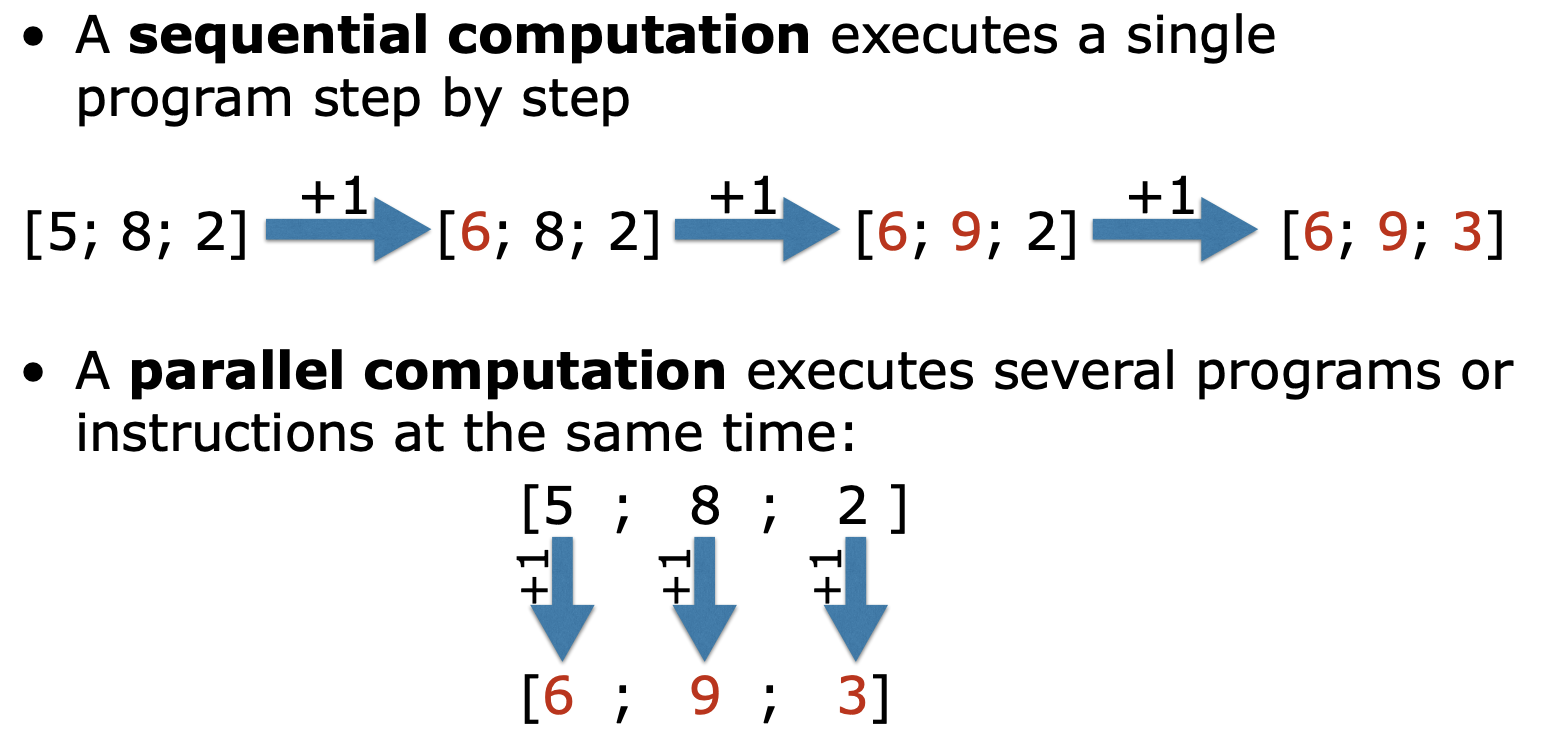 • A sequential computation executes a single
program step by step
+1 +1 +1
[5; 8; 2] [6; 8; 2] [6; 9; 2] [6; 9; 3]
• A parallel computation executes several programs or
instructions at the same time:
[5 ; 8 ; 2 ]
+1 +1 +1
[6 ; 9 ; 3]